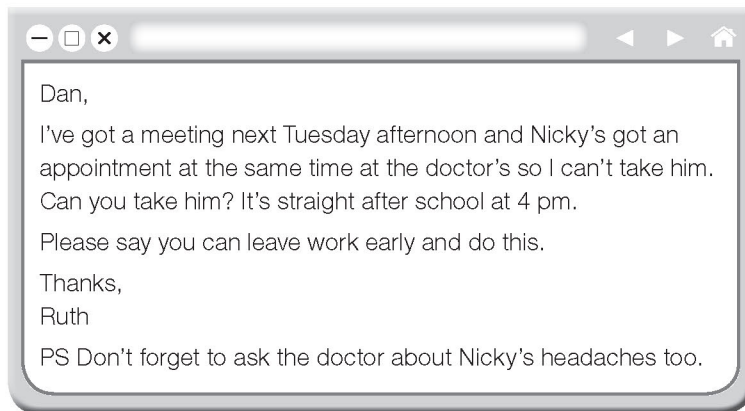 Dan,
I've got a meeting next Tuesday afternoon and Nicky's got an
appointment at the same time at the doctor's so I can't take him.
Can you take him? It's straight after school at 4 pm.
Please say you can leave work early and do this.
Thanks,
Ruth
PS Don't forget to ask the doctor about Nicky's headaches too.